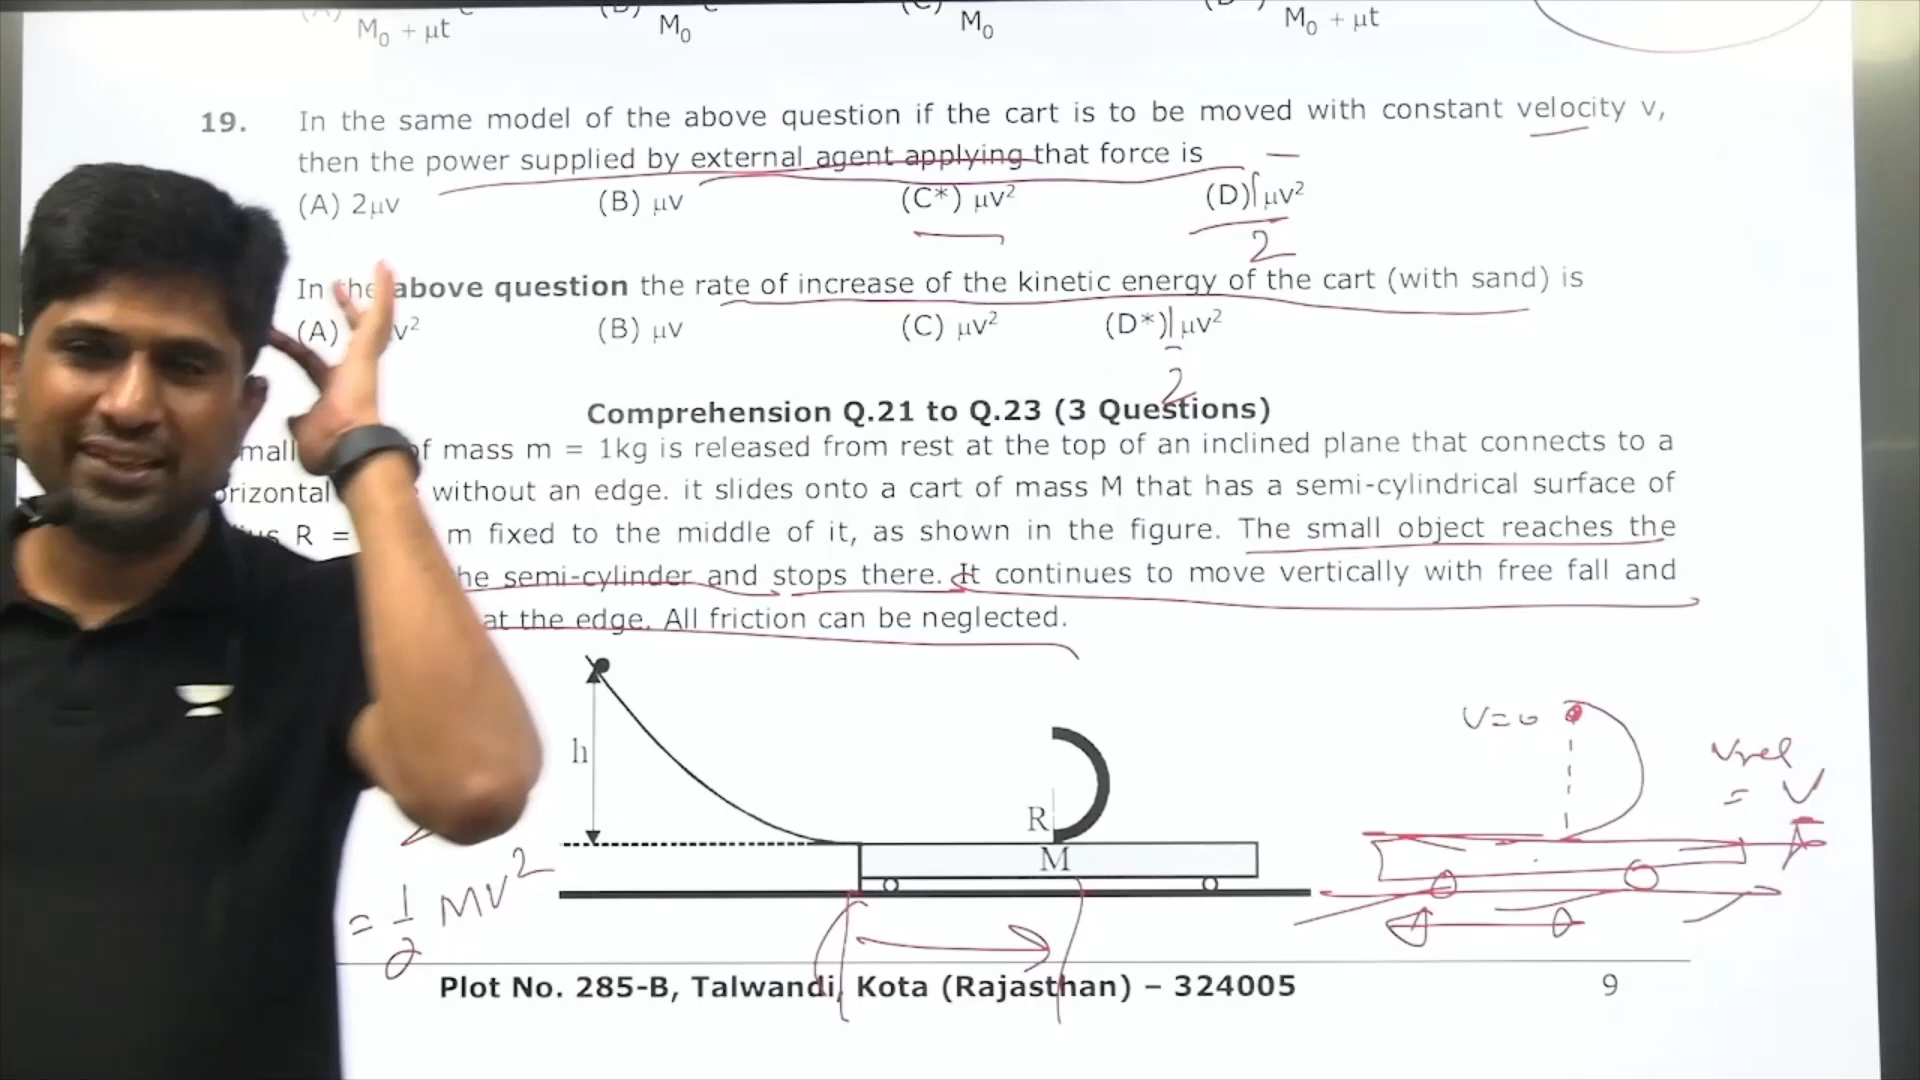 M₀ + μt M₀ M₀ M₀ + μt
19. In the same model of the above question if the cart is to be moved with constant velocity v,
then the power supplied by external agent applying that force is
(A) 2μv (B) μv (C*) μv² (D) μv²
2
In the above question the rate of increase of the kinetic energy of the cart (with sand) is
(A) v² (B) μv (C) μv² (D*) μv²
2
Comprehension Q.21 to Q.23 (3 Questions)
mall of mass m = 1kg is released from rest at the top of an inclined plane that connects to a
orizontal without an edge. it slides onto a cart of mass M that has a semi-cylindrical surface of
R = m fixed to the middle of it, as shown in the figure. The small object reaches the
he semi-cylinder and stops there. It continues to move vertically with free fall and
at the edge. All friction can be neglected.
h
R
M
V=0
Vrel
= V
= 1/2 MV²
Plot No. 285-B, Talwandi, Kota (Rajasthan) – 324005 9